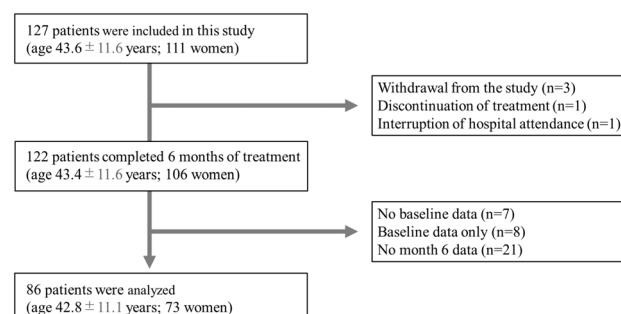 127 patients were included in this study
(age 43.6 ± 11.6 years; 111 women)
Withdrawal from the study (n=3)
Discontinuation of treatment (n=1)
Interruption of hospital attendance (n=1)
122 patients completed 6 months of treatment
(age 43.4 ± 11.6 years; 106 women)
No baseline data (n=7)
Baseline data only (n=8)
No month 6 data (n=21)
86 patients were analyzed
(age 42.8 ± 11.1 years; 73 women)